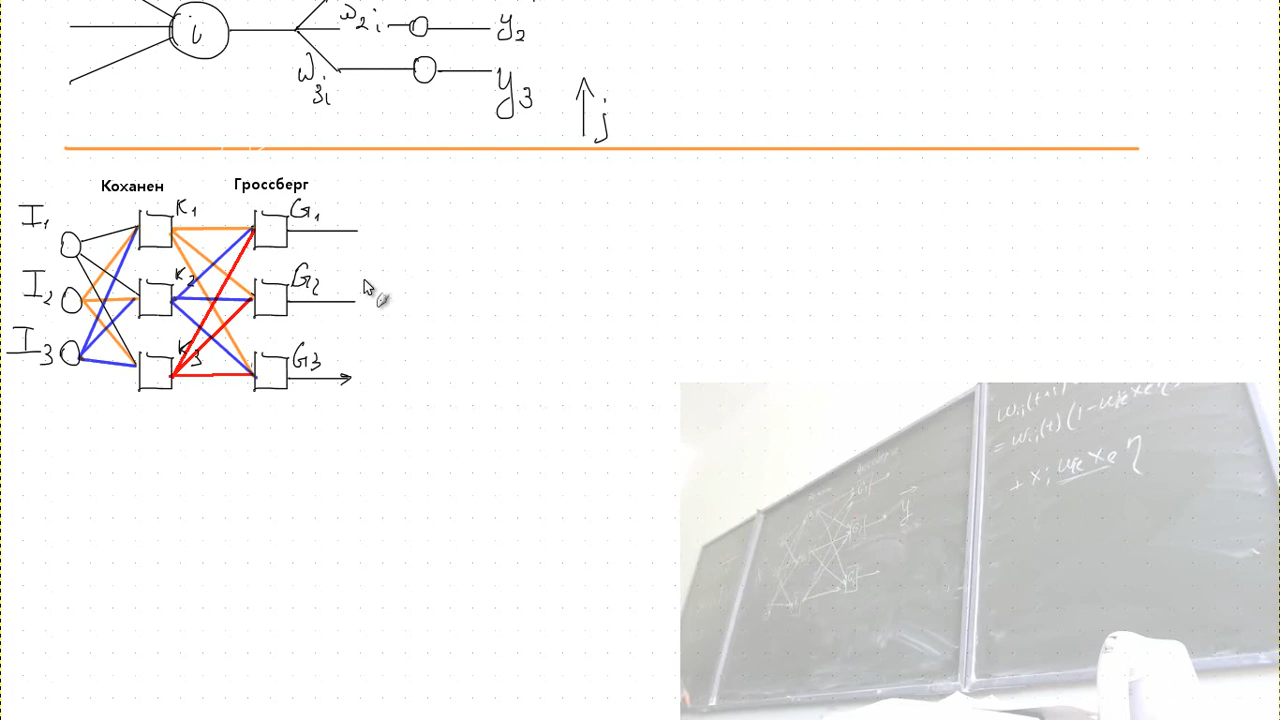 i
ω₂ᵢ
y₂
ω₃ᵢ
y₃
j
Коханен
Гроссберг
I₁
K₁
G₁
I₂
K₂
G₂
I₃
K₃
G₃
y